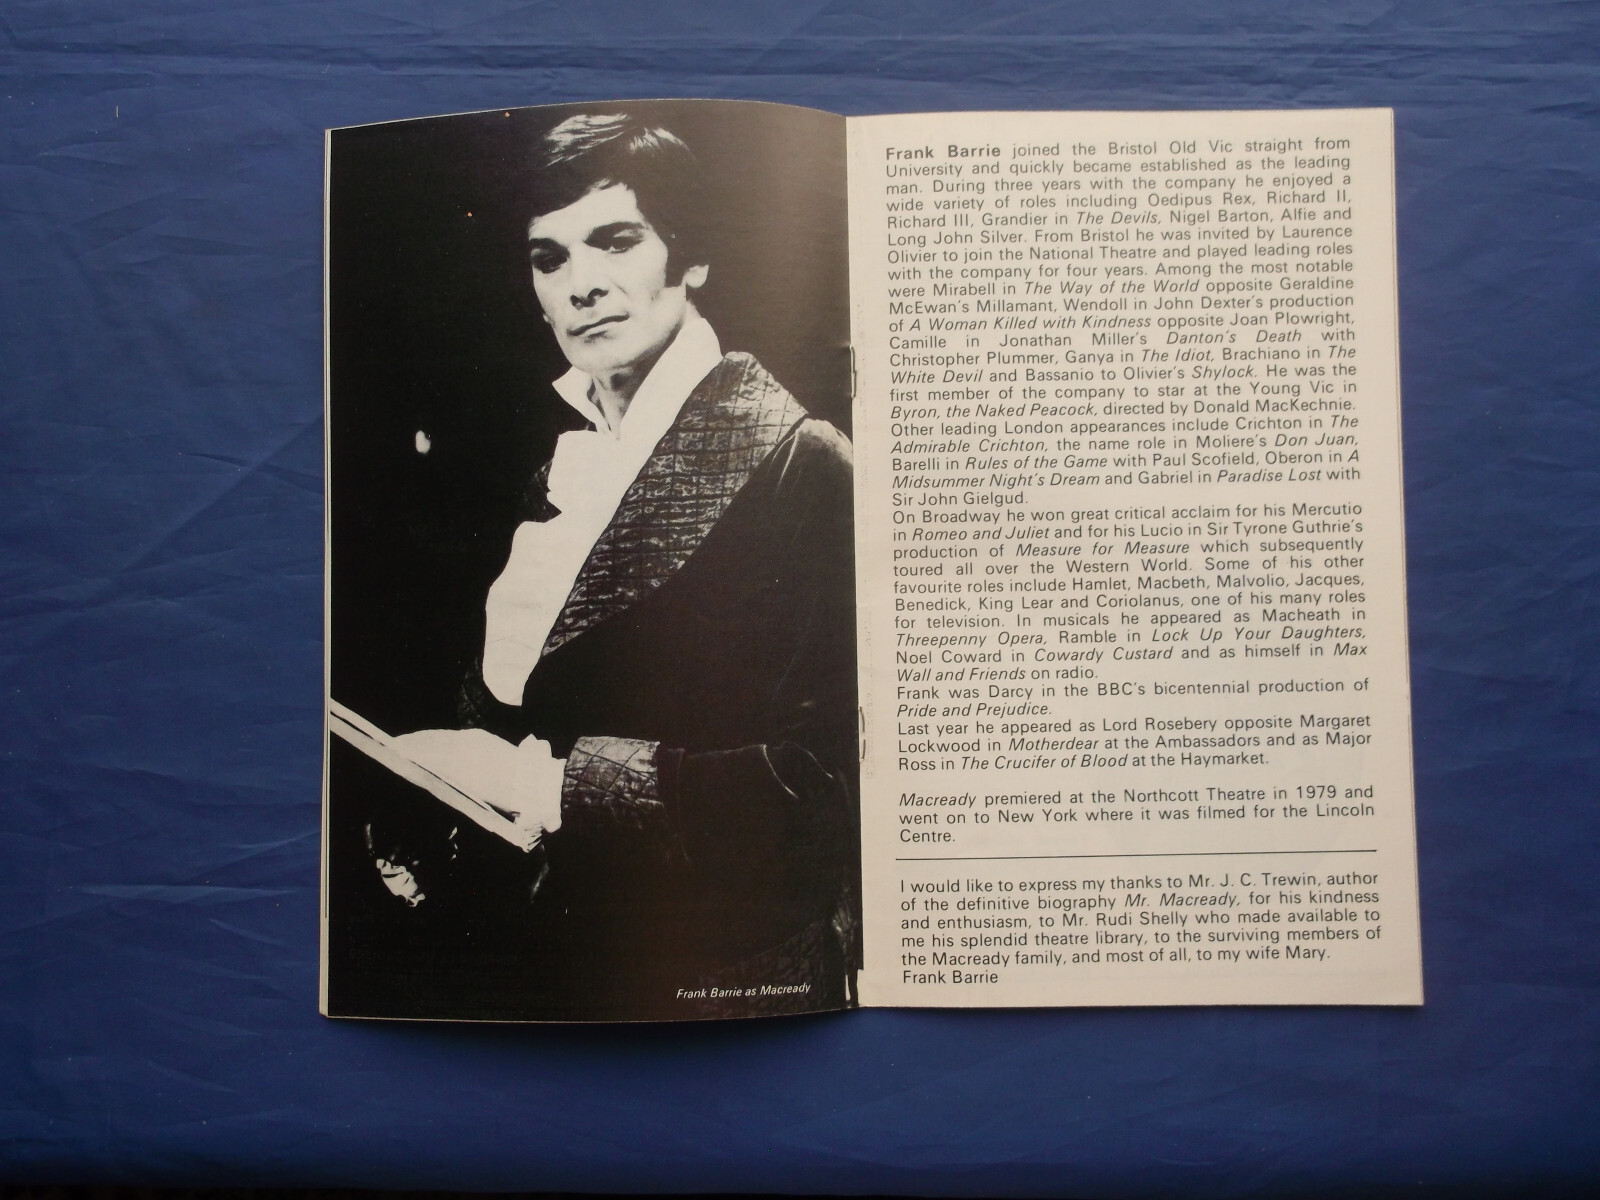 Frank Barrie as Macready
Frank Barrie joined the Bristol Old Vic straight from
University and quickly became established as the leading
man. During three years with the company he enjoyed a
wide variety of roles including Oedipus Rex, Richard II,
Richard III, Grandier in The Devils, Nigel Barton, Alfie and
Long John Silver. From Bristol he was invited by Laurence
Olivier to join the National Theatre and played leading roles
with the company for four years. Among the most notable
were Mirabell in The Way of the World opposite Geraldine
McEwan's Millamant, Wendoll in John Dexter's production
of A Woman Killed with Kindness opposite Joan Plowright,
Camille in Jonathan Miller's Danton's Death with
Christopher Plummer, Ganya in The Idiot, Brachiano in The
White Devil and Bassanio to Olivier's Shylock. He was the
first member of the company to star at the Young Vic in
Byron, the Naked Peacock, directed by Donald MacKechnie.
Other leading London appearances include Crichton in The
Admirable Crichton, the name role in Moliere's Don Juan,
Barelli in Rules of the Game with Paul Scofield, Oberon in A
Midsummer Night's Dream and Gabriel in Paradise Lost with
Sir John Gielgud.
On Broadway he won great critical acclaim for his Mercutio
in Romeo and Juliet and for his Lucio in Sir Tyrone Guthrie's
production of Measure for Measure which subsequently
toured all over the Western World. Some of his other
favourite roles include Hamlet, Macbeth, Malvolio, Jacques,
Benedick, King Lear and Coriolanus, one of his many roles
for television. In musicals he appeared as Macheath in
Threepenny Opera, Ramble in Lock Up Your Daughters,
Noel Coward in Cowardy Custard and as himself in Max
Wall and Friends on radio.
Frank was Darcy in the BBC's bicentennial production of
Pride and Prejudice.
Last year he appeared as Lord Rosebery opposite Margaret
Lockwood in Motherdear at the Ambassadors and as Major
Ross in The Crucifer of Blood at the Haymarket.
Macready premiered at the Northcott Theatre in 1979 and
went on to New York where it was filmed for the Lincoln
Centre.
I would like to express my thanks to Mr. J. C. Trewin, author
of the definitive biography Mr. Macready, for his kindness
and enthusiasm, to Mr. Rudi Shelly who made available to
me his splendid theatre library, to the surviving members of
the Macready family, and most of all, to my wife Mary.
Frank Barrie